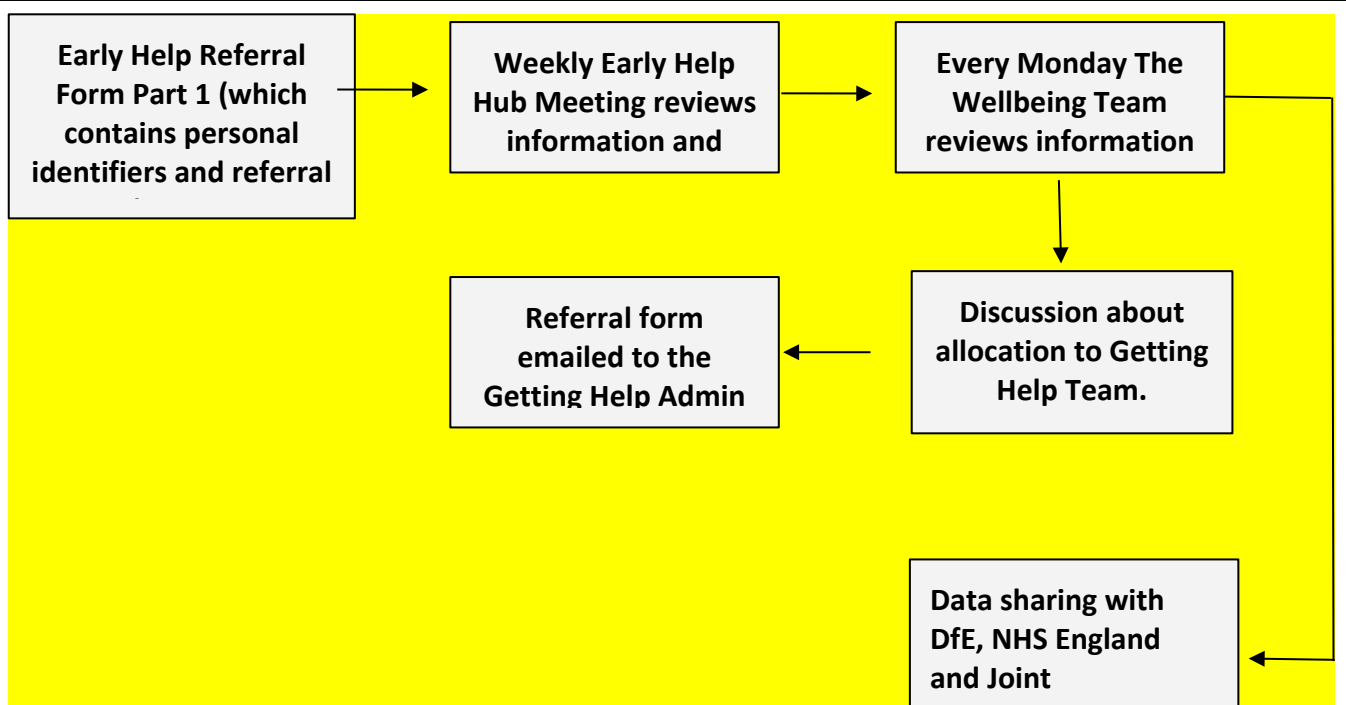 Early Help Referral
Form Part 1 (which
contains personal
identifiers and referral
Weekly Early Help
Hub Meeting reviews
information and
Every Monday The
Wellbeing Team
reviews information
Discussion about
allocation to Getting
Help Team.
Referral form
emailed to the
Getting Help Admin
Data sharing with
DfE, NHS England
and Joint